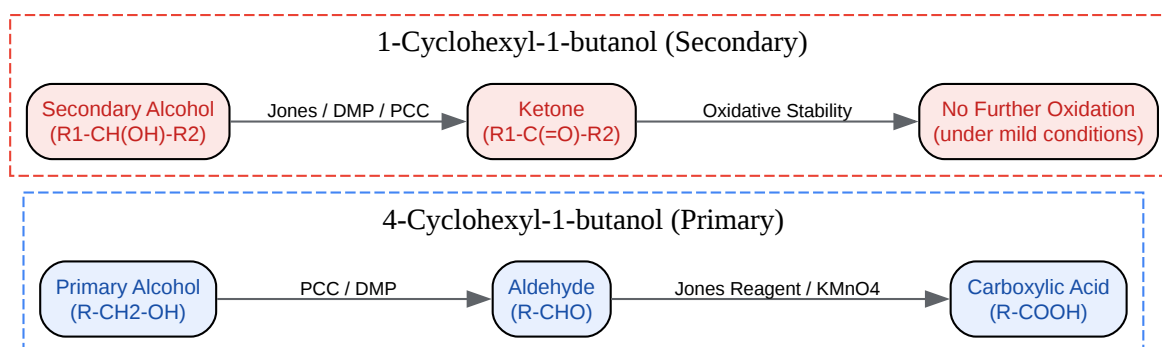 1-Cyclohexyl-1-butanol (Secondary)
Secondary Alcohol
(R1-CH(OH)-R2)
Jones / DMP / PCC
Ketone
(R1-C(=O)-R2)
Oxidative Stability
No Further Oxidation
(under mild conditions)
4-Cyclohexyl-1-butanol (Primary)
Primary Alcohol
(R-CH2-OH)
PCC / DMP
Aldehyde
(R-CHO)
Jones Reagent / KMnO4
Carboxylic Acid
(R-COOH)